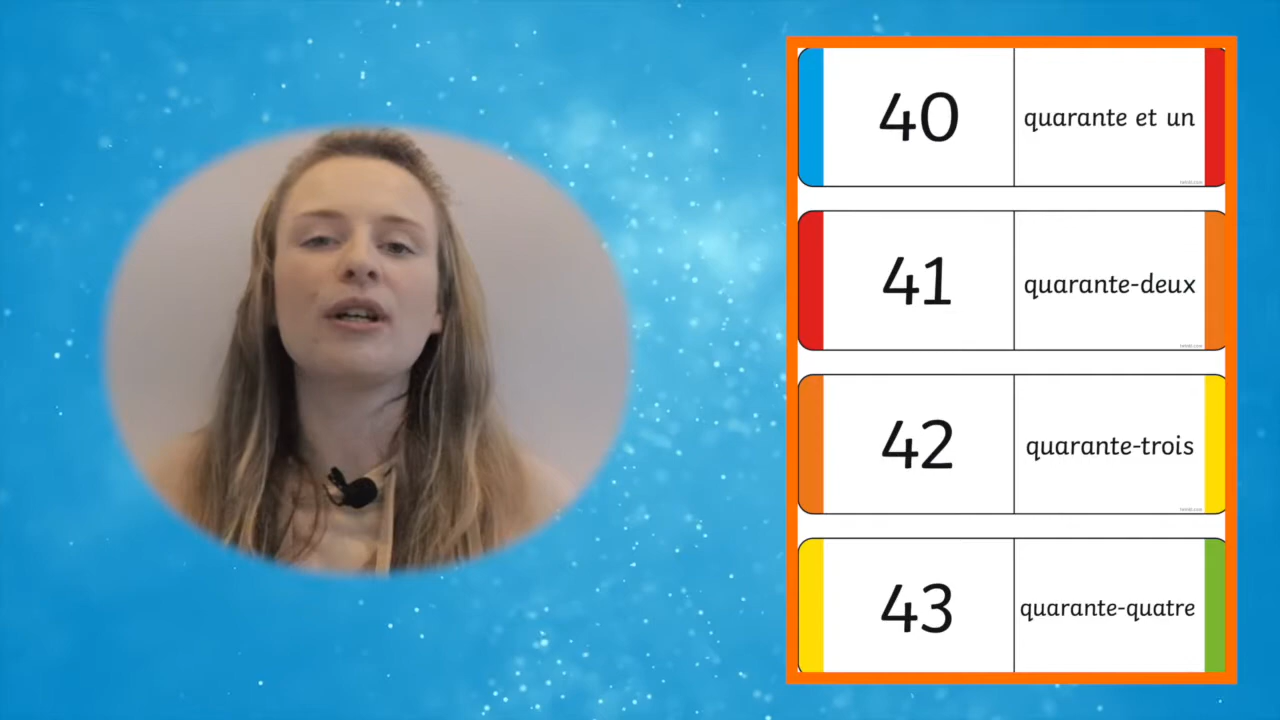 40 quarante et un
41 quarante-deux
42 quarante-trois
43 quarante-quatre